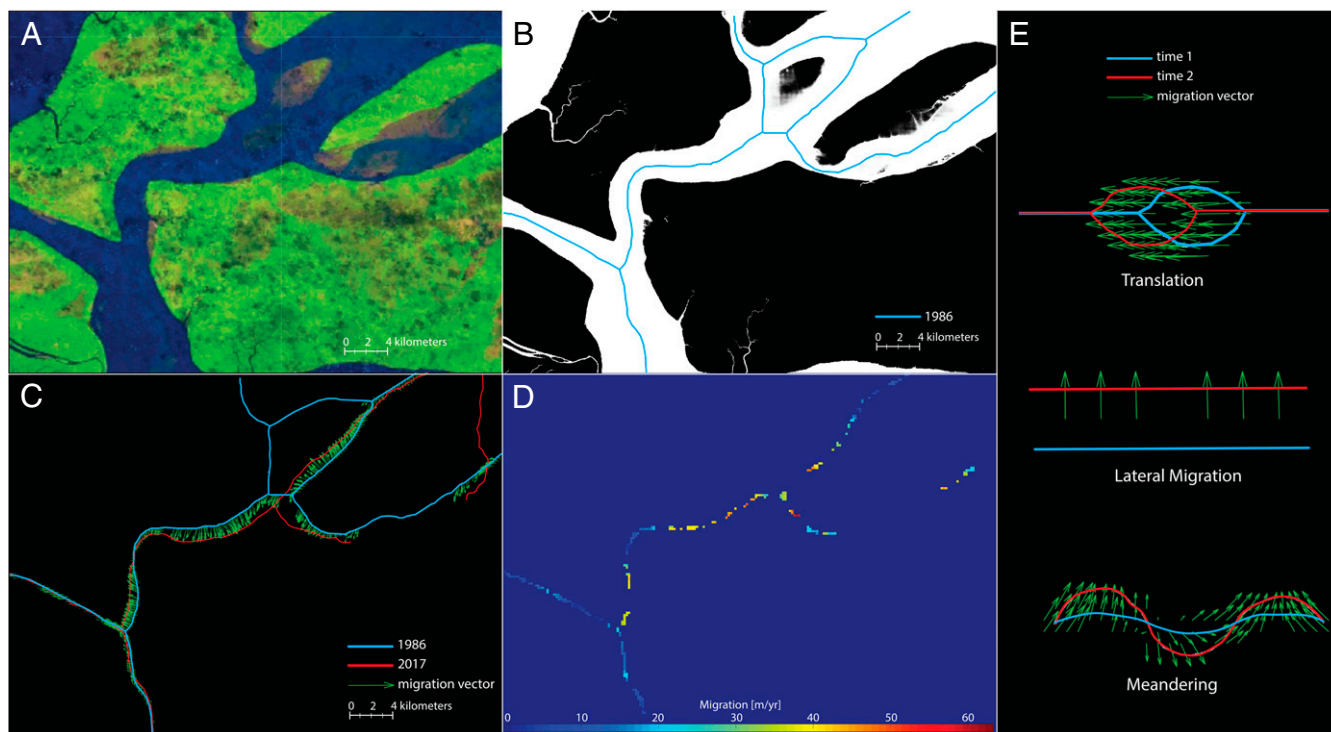 A
0 2 4 kilometers
B
1986
0 2 4 kilometers
C
1986
2017
migration vector
0 2 4 kilometers
D
Migration [m/yr]
0 10 20 30 40 50 60
E
time 1
time 2
migration vector
Translation
Lateral Migration
Meandering